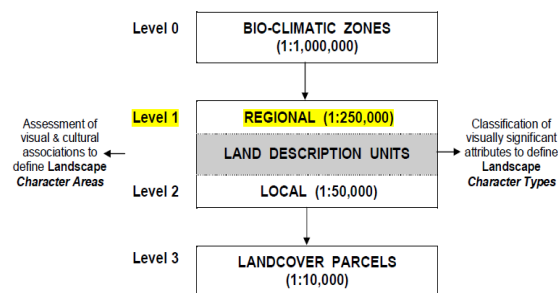 Level 0
BIO-CLIMATIC ZONES
(1:1,000,000)
Level 1
REGIONAL (1:250,000)
Assessment of
visual & cultural
associations to
define Landscape
Character Areas
LAND DESCRIPTION UNITS
Classification of
visually significant
attributes to define
Landscape
Character Types
Level 2
LOCAL (1:50,000)
Level 3
LANDCOVER PARCELS
(1:10,000)